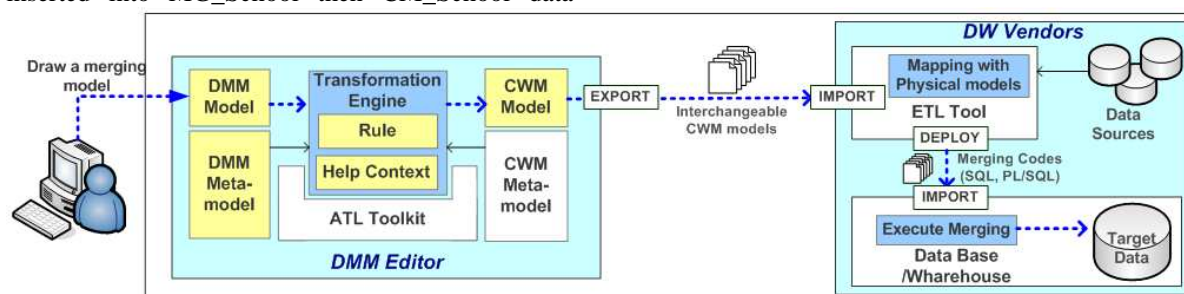 inserted into MG_School then CM_School data
DW Vendors
Draw a merging
model
DMM
Model
Transformation
Engine
Rule
Help Context
CWM
Model
DMM
Meta-
model
CWM
Meta-
model
ATL Toolkit
DMM Editor
EXPORT
Interchangeable
CWM models
IMPORT
Mapping with
Physical models
ETL Tool
Data
Sources
DEPLOY
Merging Codes
(SQL, PL/SQL)
IMPORT
Execute Merging
Data Base
/Wharehouse
Target
Data